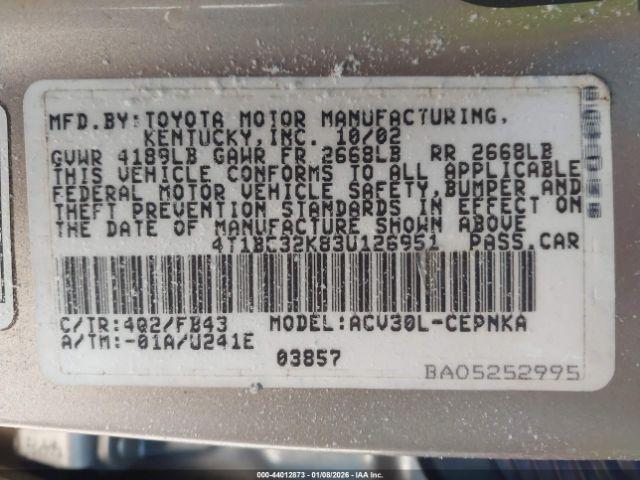 MFD.BY:TOYOTA MOTOR MANUFACTURING,
KENTUCKY,INC. 10/02
GVWR 4189LB GAWR FR 2668LB RR 2668LB
THIS VEHICLE CONFORMS TO ALL APPLICABLE
FEDERAL MOTOR VEHICLE SAFETY,BUMPER AND
THEFT PREVENTION STANDARDS IN EFFECT ON
THE DATE OF MANUFACTURE SHOWN ABOVE
4T1BC32K83U126951 PASS.CAR
C/TR:4Q2/FB43 MODEL:ACV30L-CEPNKA
A/TM:-01A/U241E
03857
BA05252995
000-44012873 - 01/08/2026 - IAAI.COM